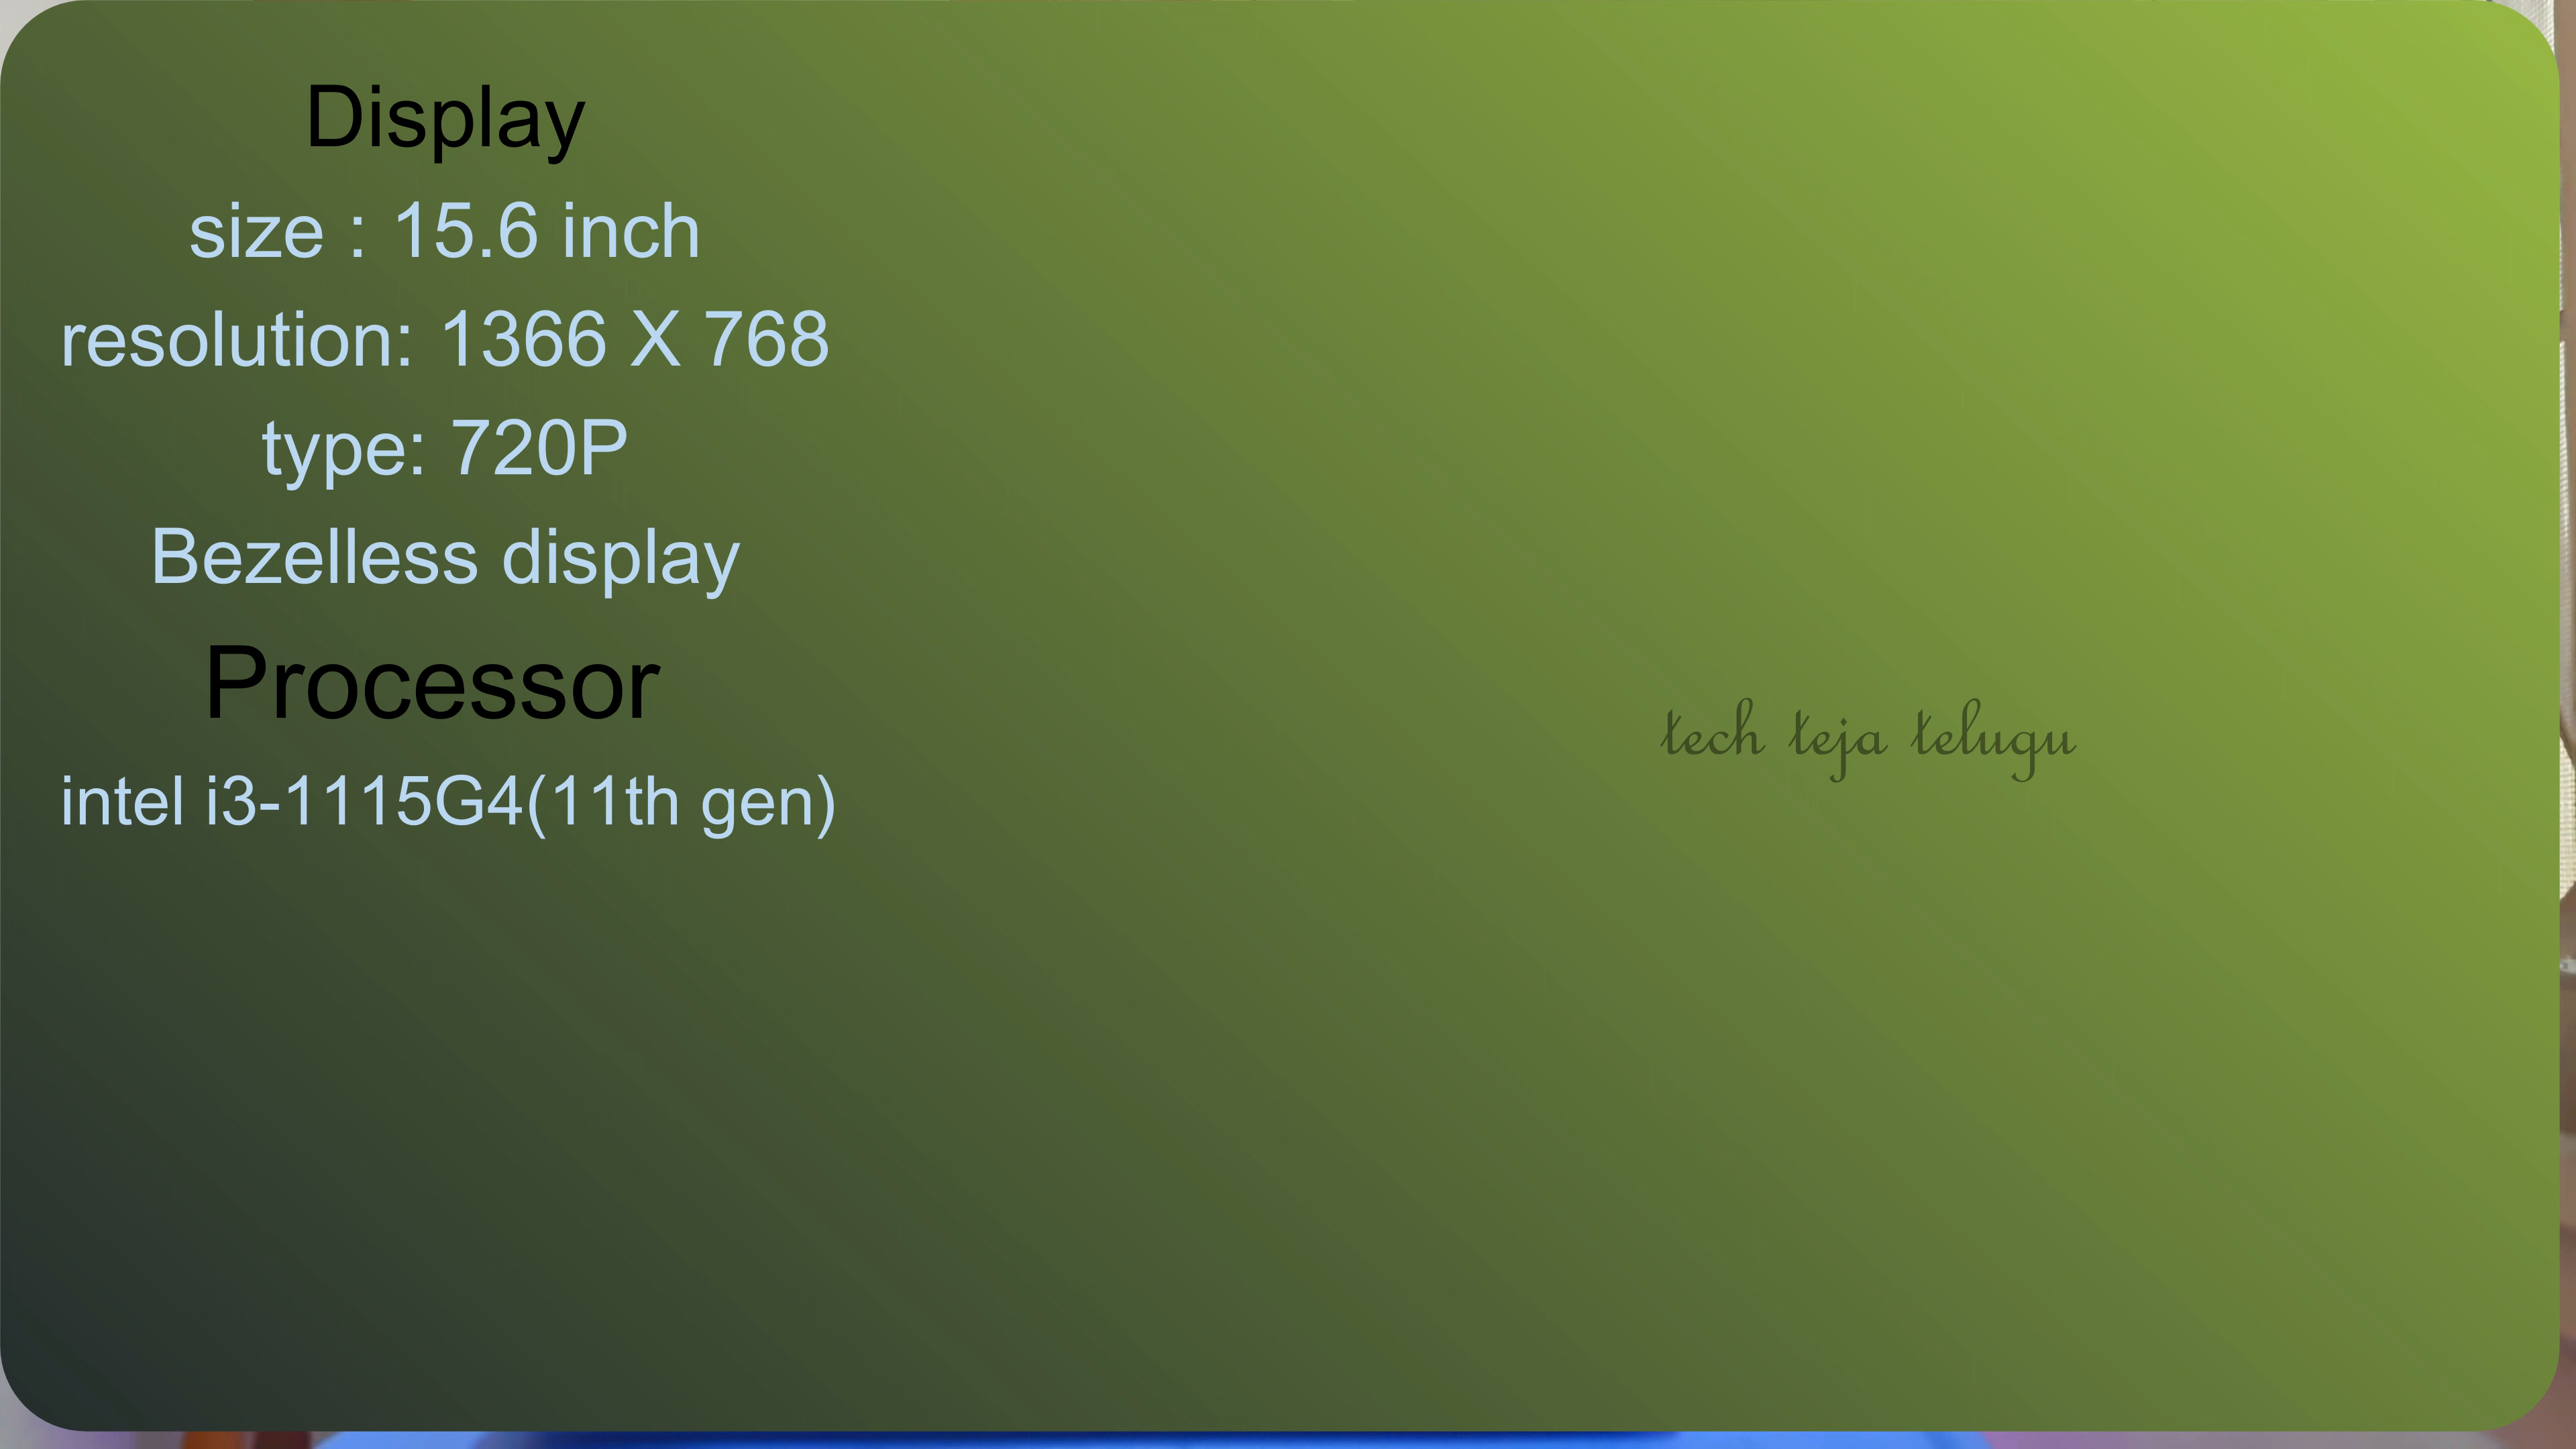 Display
size : 15.6 inch
resolution: 1366 X 768
type: 720P
Bezelless display
Processor
intel i3-1115G4(11th gen)
tech teja telugu